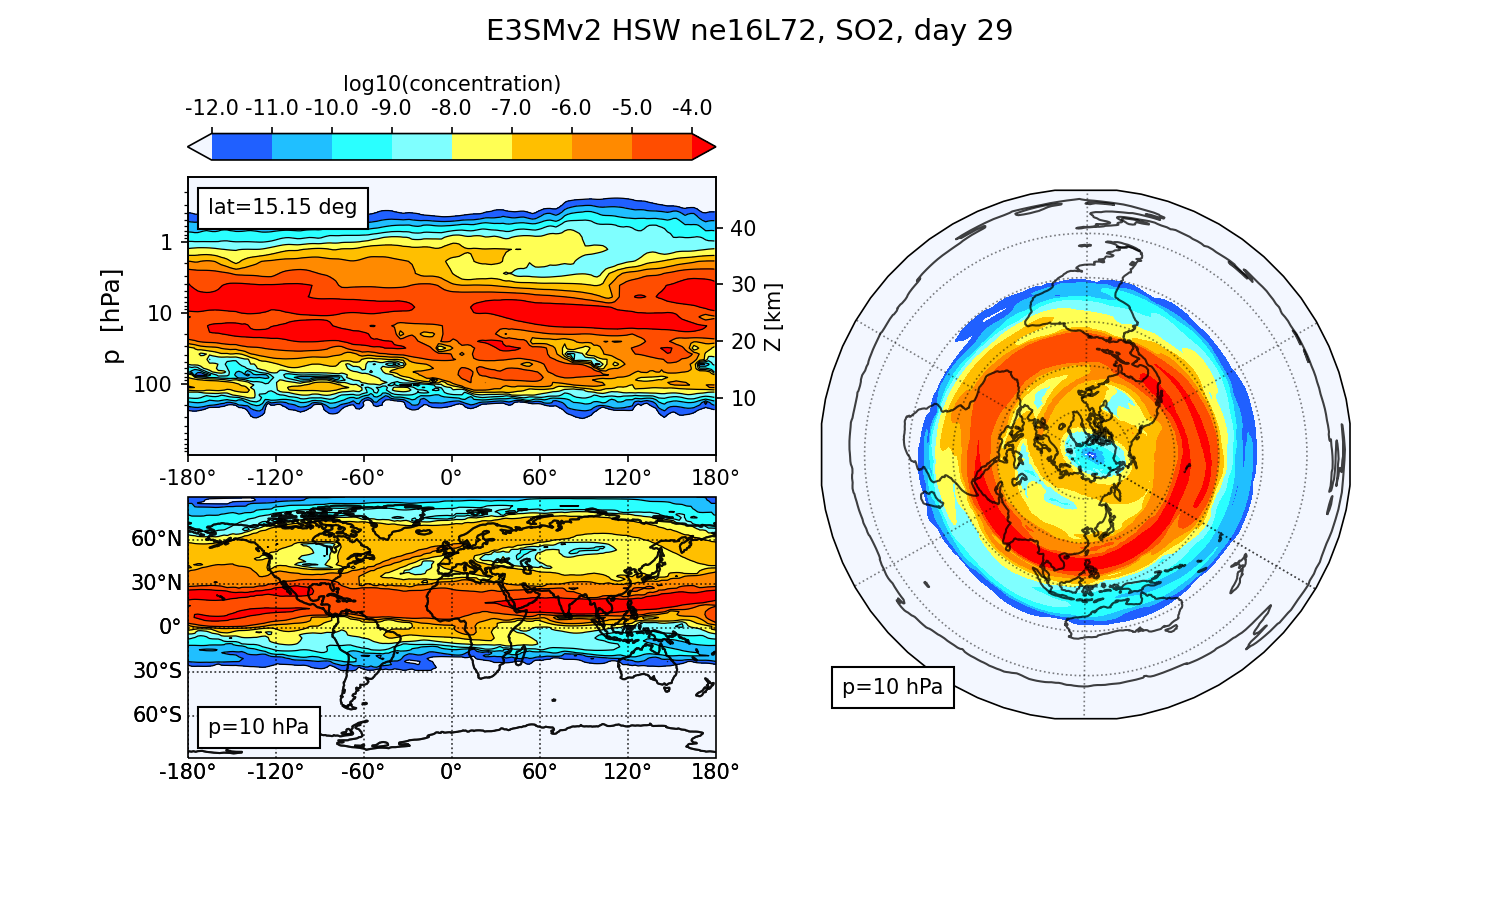 E3SMv2 HSW ne16L72, SO2, day 29
log10(concentration)
-12.0 -11.0 -10.0 -9.0 -8.0 -7.0 -6.0 -5.0 -4.0
lat=15.15 deg
p [hPa]
1
10
100
Z [km]
40
30
20
10
-180° -120° -60° 0° 60° 120° 180°
60°N
30°N
0°
30°S
60°S
p=10 hPa
-180° -120° -60° 0° 60° 120° 180°
p=10 hPa